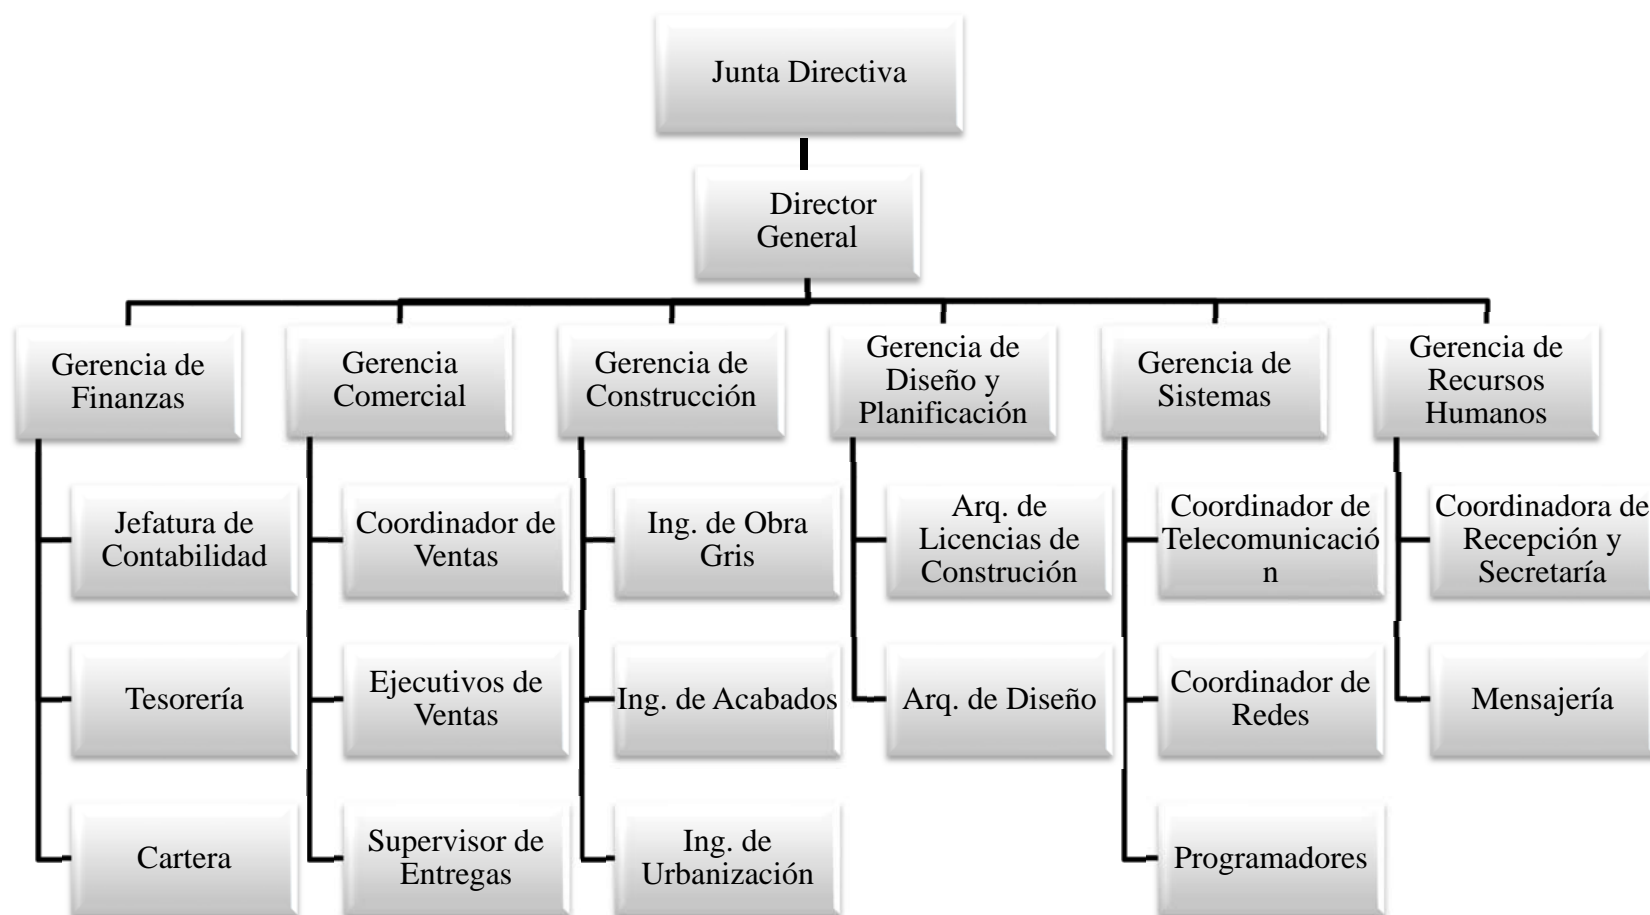 Junta Directiva
Director
General
Gerencia de
Finanzas
Gerencia
Comercial
Gerencia de
Construcción
Gerencia de
Diseño y
Planificación
Gerencia de
Sistemas
Gerencia de
Recursos
Humanos
Jefatura de
Contabilidad
Coordinador de
Ventas
Ing. de Obra
Gris
Arq. de
Licencias de
Construción
Coordinador de
Telecomunicació
n
Coordinadora de
Recepción y
Secretaría
Tesorería
Ejecutivos de
Ventas
Ing. de Acabados
Arq. de Diseño
Coordinador de
Redes
Mensajería
Cartera
Supervisor de
Entregas
Ing. de
Urbanización
Programadores